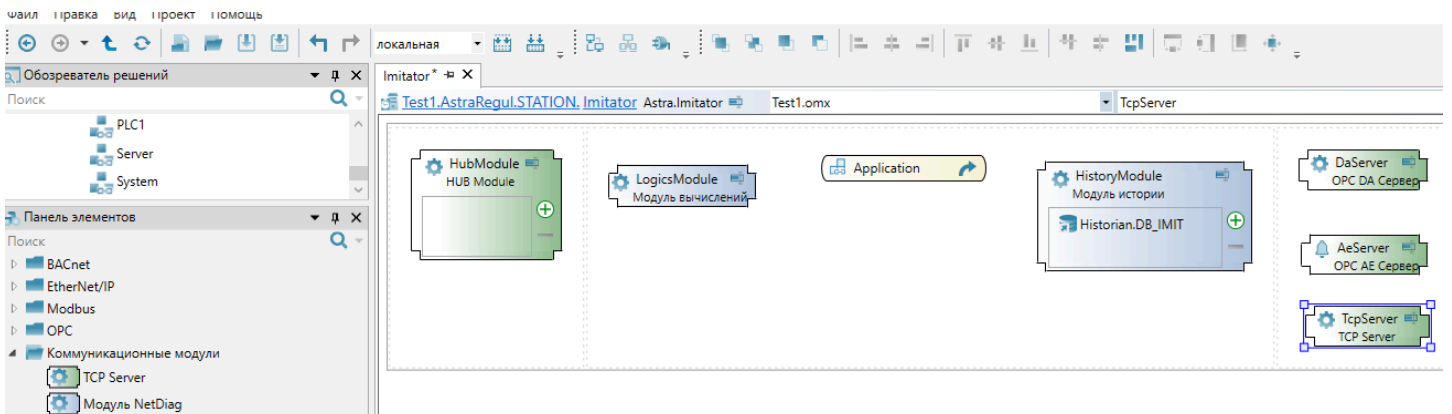 Файл Правка Вид Проект Помощь
локальная
Обозреватель решений
Поиск
PLC1
Server
System
Панель элементов
Поиск
BACnet
EtherNet/IP
Modbus
OPC
Коммуникационные модули
TCP Server
Модуль NetDiag
Imitator*
Test1.AstraRegul.STATION. Imitator Astra.Imitator Test1.omx TcpServer
HubModule
HUB Module
LogicsModule
Модуль вычислений
Application
HistoryModule
Модуль истории
Historian.DB_IMIT
DaServer
OPC DA Сервер
AeServer
OPC AE Сервер
TcpServer
TCP Server